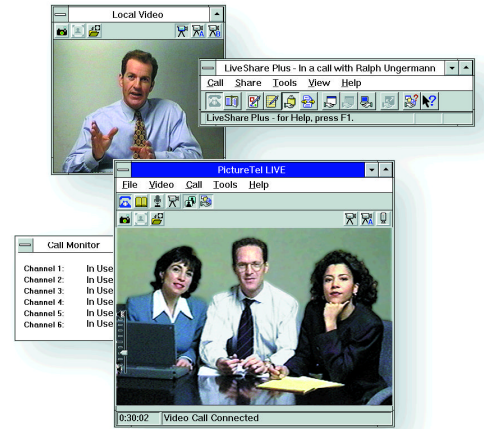 Local Video
LiveShare Plus - In a call with Ralph Ungermann
Call Share Tools View Help
LiveShare Plus - for Help, press F1.
PictureTel LIVE
File Video Call Tools Help
Call Monitor
Channel 1: In Use
Channel 2: In Use
Channel 3: In Use
Channel 4: In Use
Channel 5: In Use
Channel 6: In Use
0:30:02 Video Call Connected